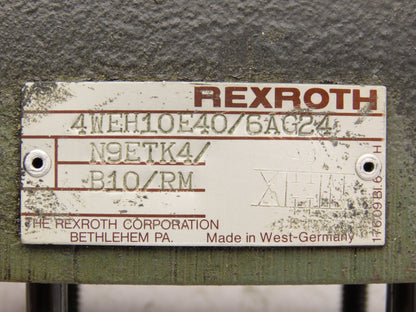 REXROTH
4WEH10E40/6AG24
N9ETK4/
B10/RM
THE REXROTH CORPORATION
BETHLEHEM PA. Made in West-Germany